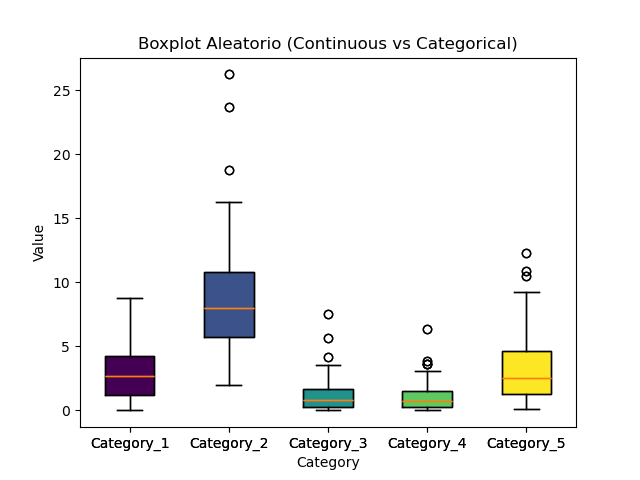 Boxplot Aleatorio (Continuous vs Categorical)
25
20
15
10
5
0
Value
Category_1 Category_2 Category_3 Category_4 Category_5
Category